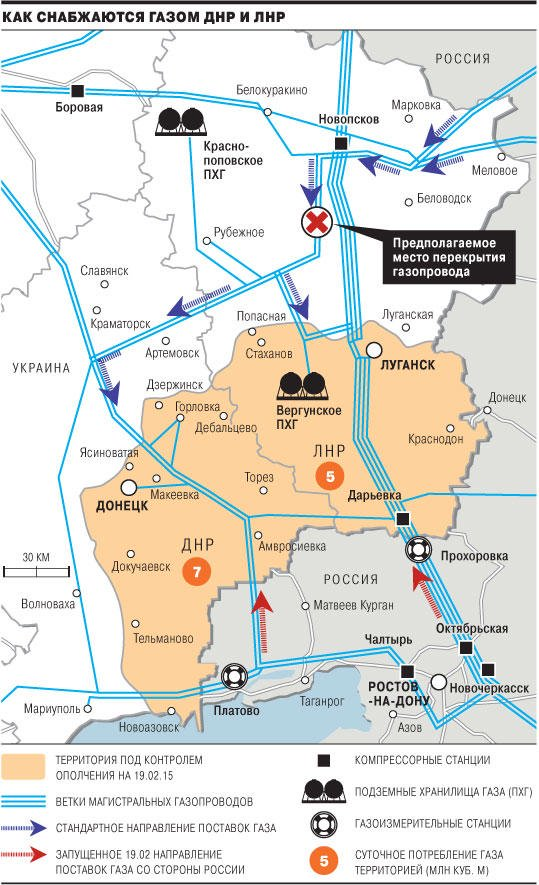 КАК СНАБЖАЮТСЯ ГАЗОМ ДНР И ЛНР
РОССИЯ
Белокуракино
Боровая
Марковка
Новопсков
Красно-
поповское
ПХГ
Меловое
Беловодск
Рубежное
Предполагаемое
место перекрытия
газопровода
Славянск
Краматорск
Попасная
Луганская
УКРАИНА
Артемовск
Стаханов
ЛУГАНСК
Дзержинск
Горловка
Дебальцево
Вергунское
ПХГ
Донецк
Краснодон
Ясиноватая
ЛНР
5
Макеевка
Торез
Дарьевка
ДОНЕЦК
30 КМ
ДНР
7
Амвросиевка
Прохоровка
Докучаевск
РОССИЯ
Волноваха
Матвеев Курган
Тельманово
Чалтырь
Октябрьская
Мариуполь
Новоазовск
Платово
Таганрог
РОСТОВ
-НА-ДОНУ
Новочеркасск
Азов
ТЕРРИТОРИЯ ПОД КОНТРОЛЕМ
ОПОЛЧЕНИЯ НА 19.02.15
ВЕТКИ МАГИСТРАЛЬНЫХ ГАЗОПРОВОДОВ
СТАНДАРТНОЕ НАПРАВЛЕНИЕ ПОСТАВОК ГАЗА
ЗАПУЩЕННОЕ 19.02 НАПРАВЛЕНИЕ
ПОСТАВОК ГАЗА СО СТОРОНЫ РОССИИ
КОМПРЕССОРНЫЕ СТАНЦИИ
ПОДЗЕМНЫЕ ХРАНИЛИЩА ГАЗА (ПХГ)
ГАЗОИЗМЕРИТЕЛЬНЫЕ СТАНЦИИ
5
СУТОЧНОЕ ПОТРЕБЛЕНИЕ ГАЗА
ТЕРРИТОРИЕЙ (МЛН КУБ. М)